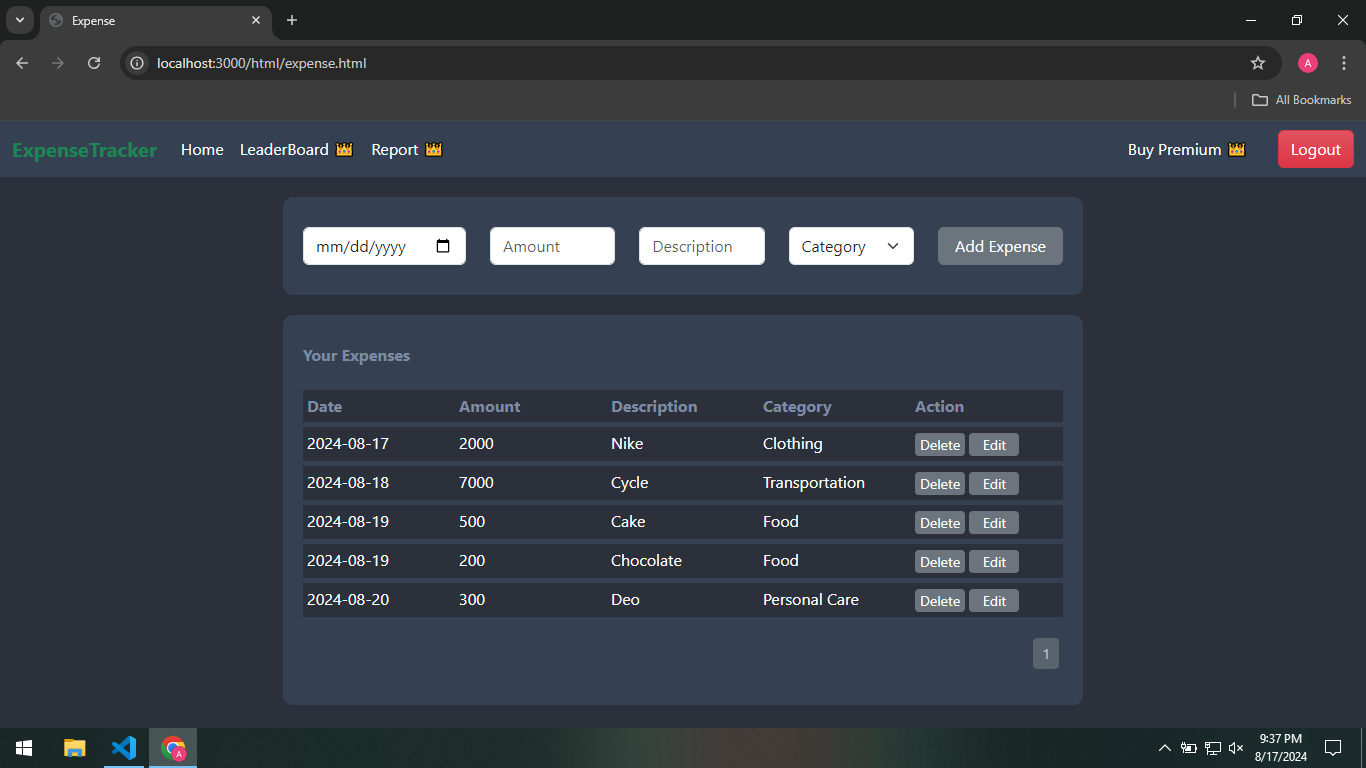 Expense
localhost:3000/html/expense.html
All Bookmarks
ExpenseTracker Home LeaderBoard Report Buy Premium Logout
mm/dd/yyyy Amount Description Category Add Expense
Your Expenses
Date Amount Description Category Action
2024-08-17 2000 Nike Clothing Delete Edit
2024-08-18 7000 Cycle Transportation Delete Edit
2024-08-19 500 Cake Food Delete Edit
2024-08-19 200 Chocolate Food Delete Edit
2024-08-20 300 Deo Personal Care Delete Edit
1
A
A
9:37 PM
8/17/2024